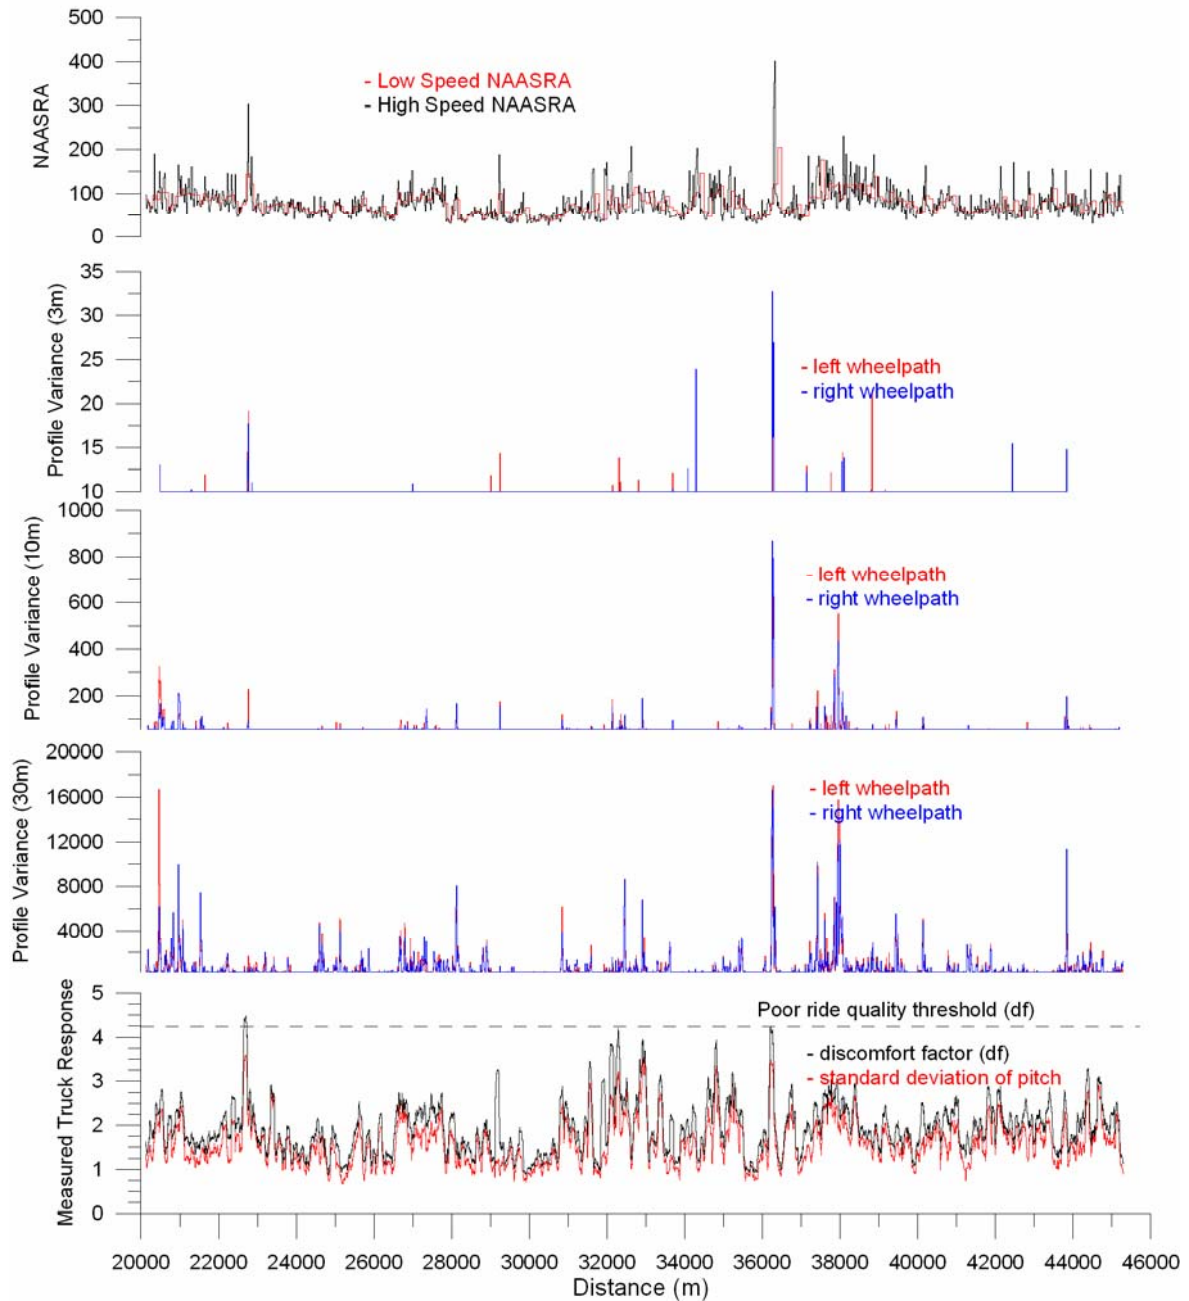 500
400
300
200
100
0
NAASRA
- Low Speed NAASRA
- High Speed NAASRA
35
30
25
20
15
10
Profile Variance (3m)
- left wheelpath
- right wheelpath
1000
800
600
400
200
Profile Variance (10m)
- left wheelpath
- right wheelpath
20000
16000
12000
8000
4000
Profile Variance (30m)
- left wheelpath
- right wheelpath
5
4
3
2
1
0
Measured Truck Response
Poor ride quality threshold (df)
- discomfort factor (df)
- standard deviation of pitch
20000 22000 24000 26000 28000 30000 32000 34000 36000 38000 40000 42000 44000 46000
Distance (m)